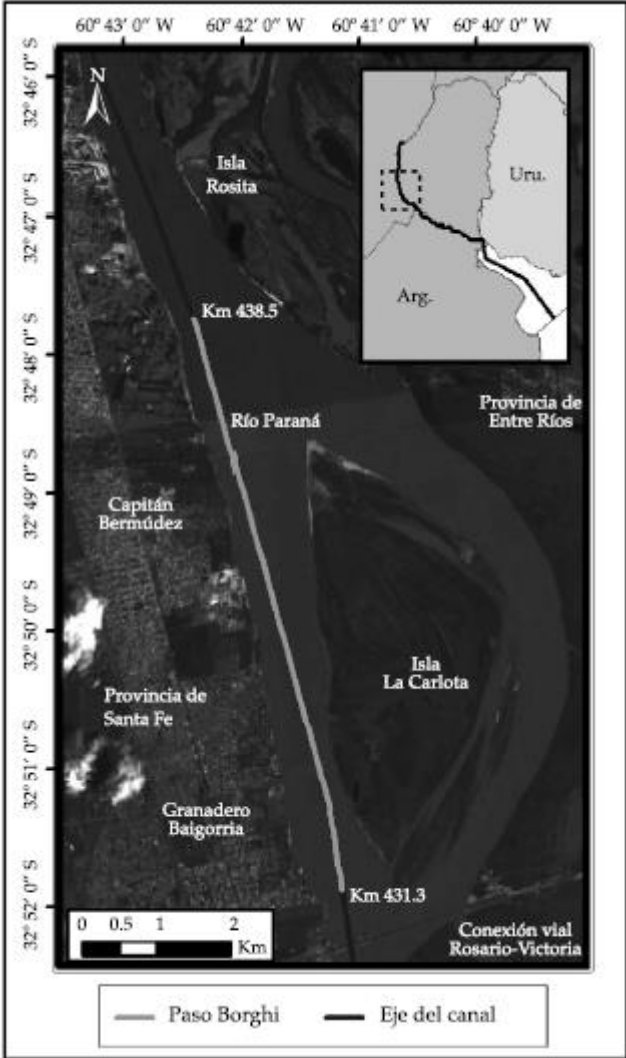 60° 43' 0'' W 60° 42' 0'' W 60° 41' 0'' W 60° 40' 0'' W
32° 46' 0'' S
32° 47' 0'' S
32° 48' 0'' S
32° 49' 0'' S
32° 50' 0'' S
32° 51' 0'' S
32° 52' 0'' S
N
Isla
Rosita
Uru.
Arg.
Km 438.5
Río Paraná
Provincia de
Entre Ríos
Capitán
Bermúdez
Isla
La Carlota
Provincia de
Santa Fe
Granadero
Baigorria
Km 431.3
Conexión vial
Rosario-Victoria
0 0.5 1 2
Km
Paso Borghi Eje del canal